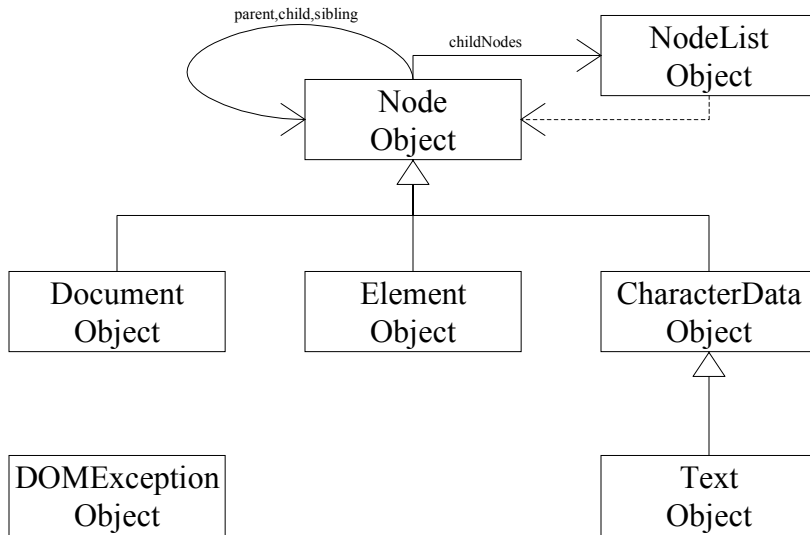 parent,child,sibling
childNodes
NodeList
Object
Node
Object
Document
Object
Element
Object
CharacterData
Object
DOMException
Object
Text
Object